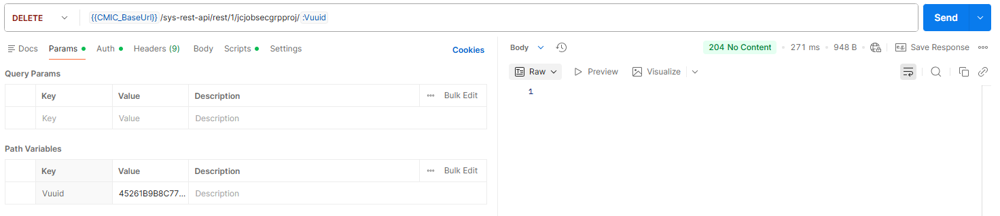 DELETE {{CMIC_BaseUrl}} /sys-rest-api/rest/1/jcjobsecgrpproj/ :Vuuid Send
Docs Params Auth Headers (9) Body Scripts Settings Cookies
Query Params
Key Value Description Bulk Edit
Key Value Description
Path Variables
Key Value Description Bulk Edit
Vuuid 45261B9B8C77... Description
Body 204 No Content 271 ms 948 B e.g. Save Response
Raw Preview Visualize
1